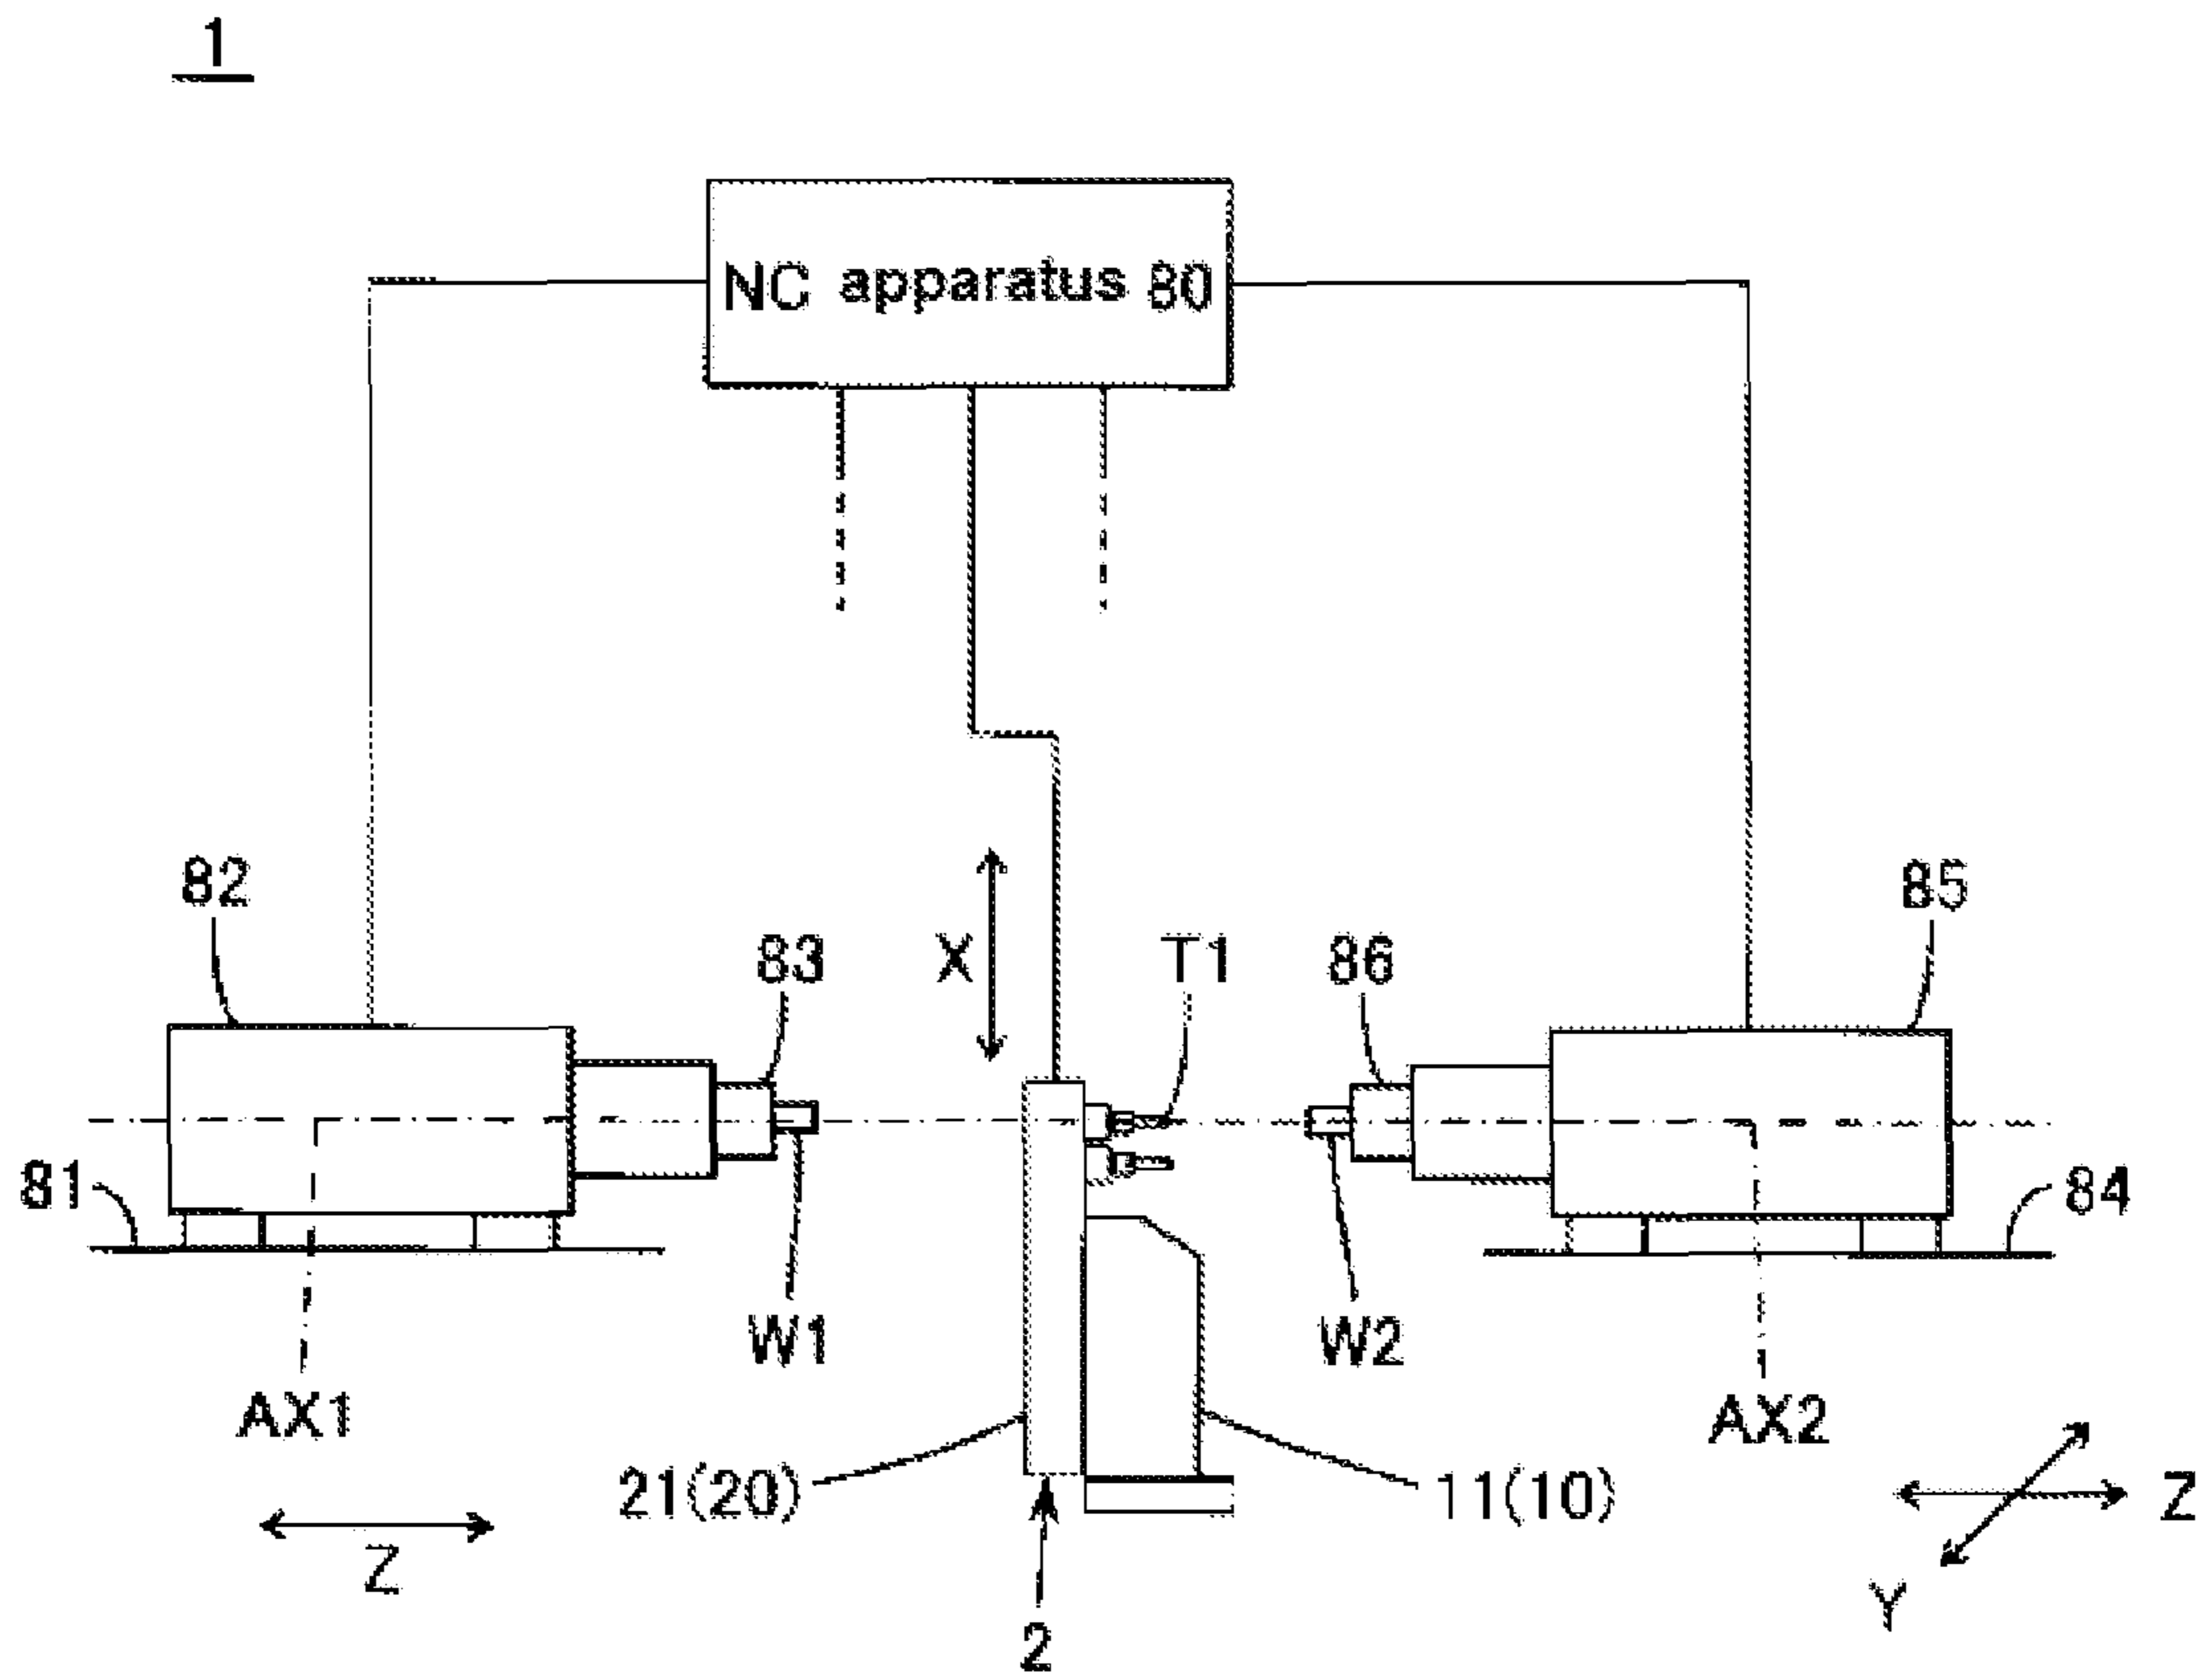 1
NC apparatus 80
82
85
83
X
T1
86
81
84
W1
W2
AX1
AX2
21(20)
11(10)
Z
Z
Y
2